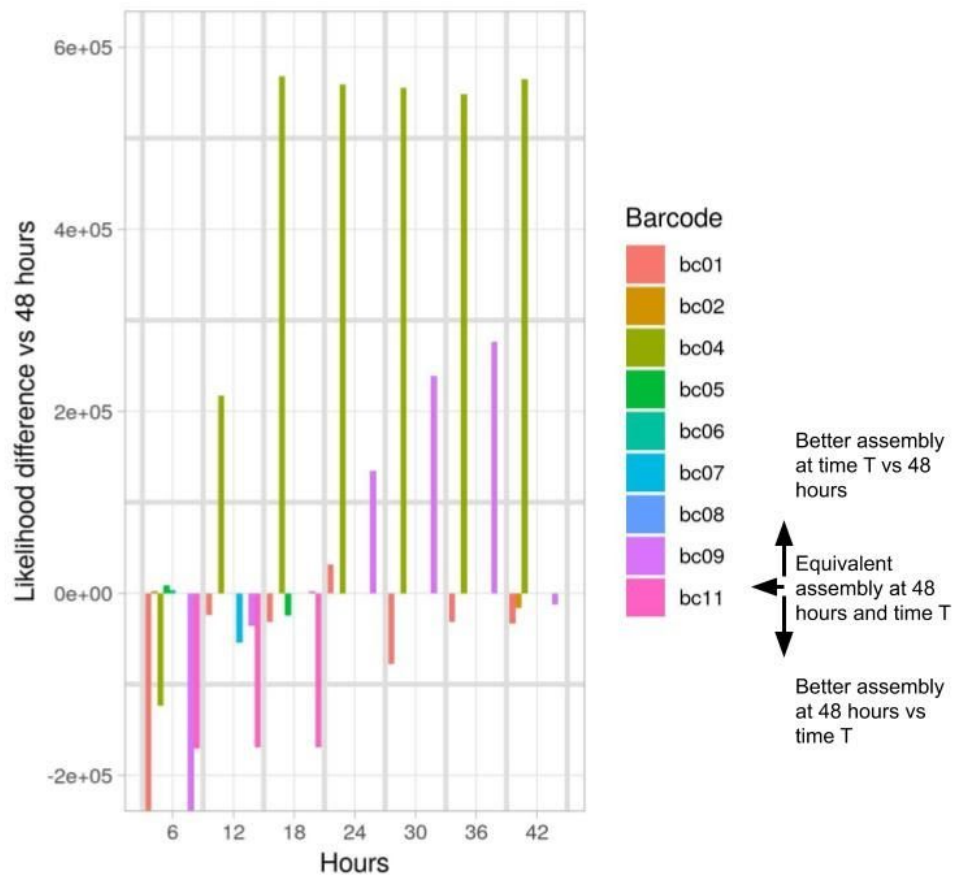 6e+05
4e+05
2e+05
0e+00
-2e+05
Likelihood difference vs 48 hours
6 12 18 24 30 36 42
Hours
Barcode
bc01
bc02
bc04
bc05
bc06
bc07
bc08
bc09
bc11
Better assembly
at time T vs 48
hours
Equivalent
assembly at 48
hours and time T
Better assembly
at 48 hours vs
time T